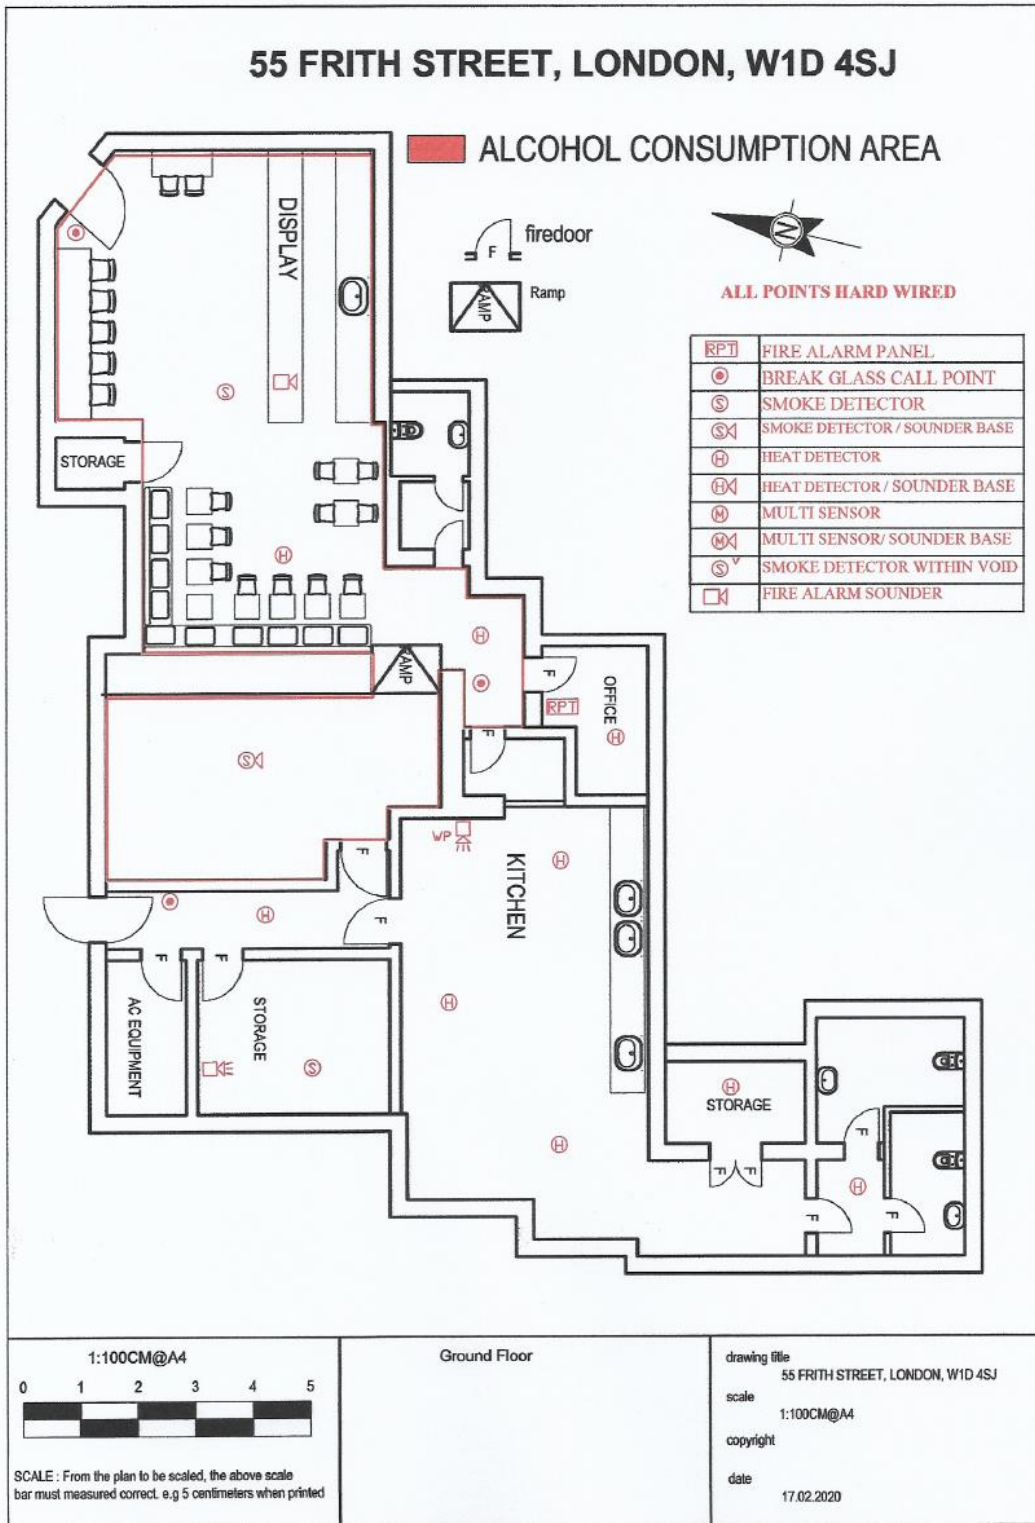 55 FRITH STREET, LONDON, W1D 4SJ
ALCOHOL CONSUMPTION AREA
firedoor
F
RAMP
Ramp
N
ALL POINTS HARD WIRED
RPT FIRE ALARM PANEL
BREAK GLASS CALL POINT
S SMOKE DETECTOR
S SMOKE DETECTOR / SOUNDER BASE
H HEAT DETECTOR
H HEAT DETECTOR / SOUNDER BASE
M MULTI SENSOR
M MULTI SENSOR/ SOUNDER BASE
S V SMOKE DETECTOR WITHIN VOID
FIRE ALARM SOUNDER
DISPLAY
S
STORAGE
H
RAMP
H
F
OFFICE
RPT
H
F
S
WP
F
KITCHEN
H
H
F
F
F
AC EQUIPMENT
STORAGE
S
H
H
STORAGE
H
F
F
F
H
F
F
1:100CM@A4
0 1 2 3 4 5
SCALE : From the plan to be scaled, the above scale
bar must measured correct. e.g 5 centimeters when printed
Ground Floor
drawing title
55 FRITH STREET, LONDON, W1D 4SJ
scale
1:100CM@A4
copyright
date
17.02.2020